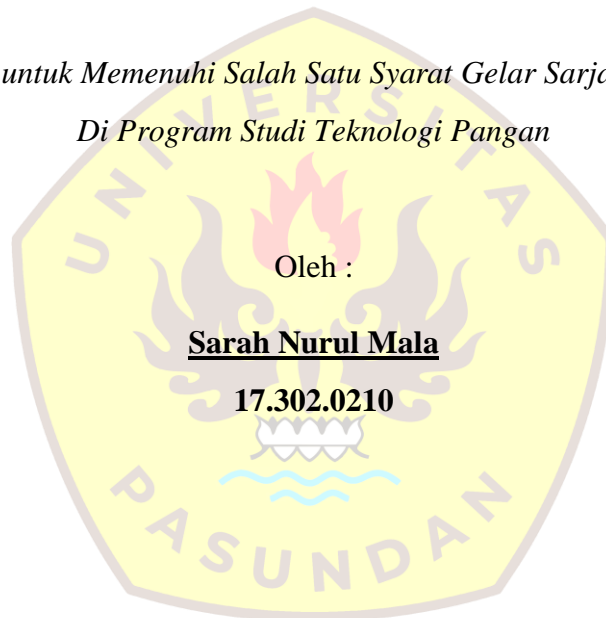 untuk Memenuhi Salah Satu Syarat Gelar
Di Program Studi Teknologi Pangan
UNIVERSITAS
Oleh :
Sarah Nurul Mala
17.302.0210
PASUNDAN